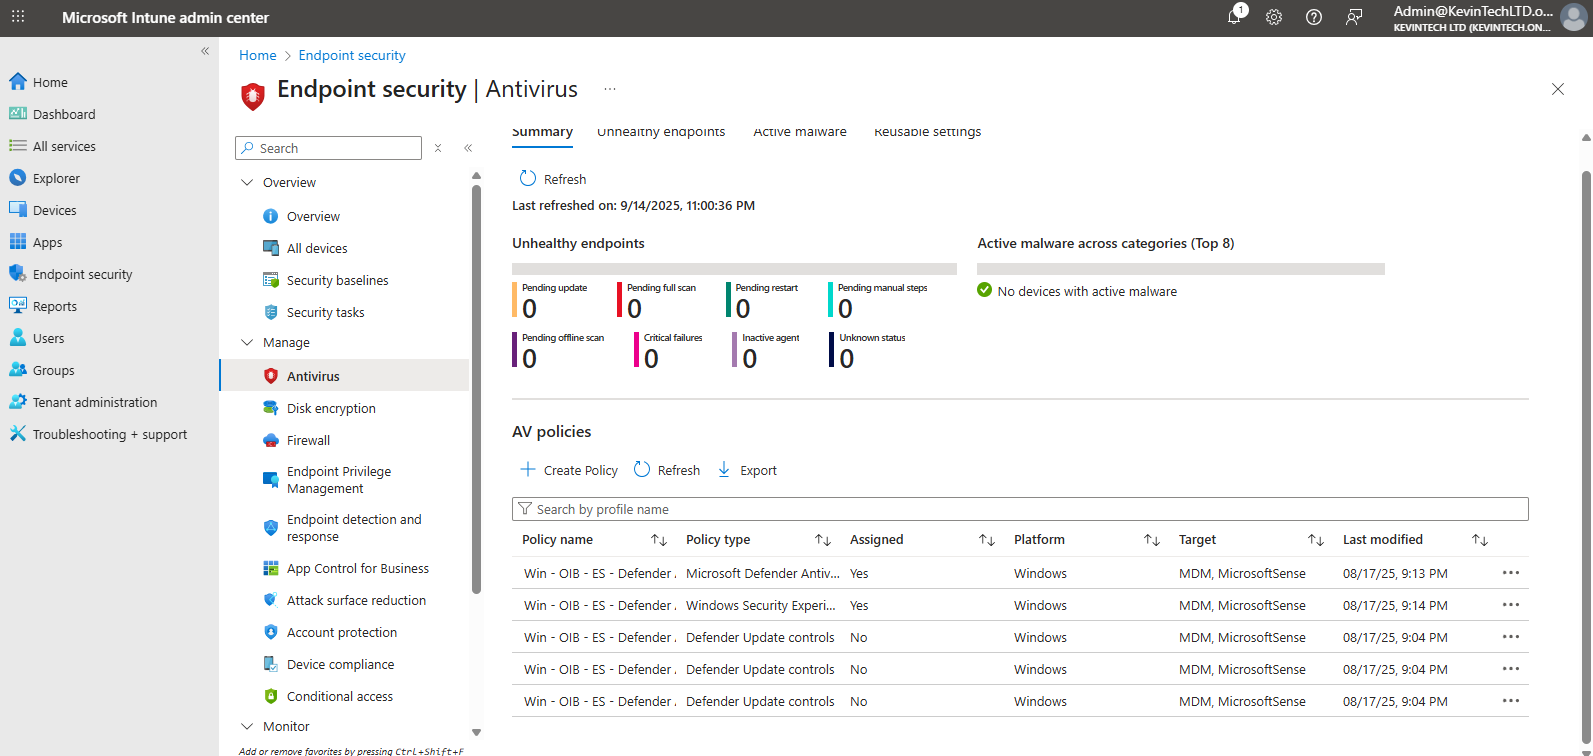 Microsoft Intune admin center
1
Admin@KevinTechLTD.o...
KEVINTECH LTD (KEVINTECH.ON...
Home
Dashboard
All services
Explorer
Devices
Apps
Endpoint security
Reports
Users
Groups
Tenant administration
Troubleshooting + support
Home > Endpoint security
Endpoint security | Antivirus
Search
Overview
Overview
All devices
Security baselines
Security tasks
Manage
Antivirus
Disk encryption
Firewall
Endpoint Privilege
Management
Endpoint detection and
response
App Control for Business
Attack surface reduction
Account protection
Device compliance
Conditional access
Monitor
Add or remove favorites by pressing Ctrl+Shift+F
Summary Unhealthy endpoints Active malware Reusable settings
Refresh
Last refreshed on: 9/14/2025, 11:00:36 PM
Unhealthy endpoints
Pending update Pending full scan Pending restart Pending manual steps
0 0 0 0
Pending offline scan Critical failures Inactive agent Unknown status
0 0 0 0
Active malware across categories (Top 8)
No devices with active malware
AV policies
Create Policy Refresh Export
Search by profile name
Policy name Policy type Assigned Platform Target Last modified
Win - OIB - ES - Defender Microsoft Defender Antiv... Yes Windows MDM, MicrosoftSense 08/17/25, 9:13 PM
Win - OIB - ES - Defender Windows Security Experi... Yes Windows MDM, MicrosoftSense 08/17/25, 9:14 PM
Win - OIB - ES - Defender Defender Update controls No Windows MDM, MicrosoftSense 08/17/25, 9:04 PM
Win - OIB - ES - Defender Defender Update controls No Windows MDM, MicrosoftSense 08/17/25, 9:04 PM
Win - OIB - ES - Defender Defender Update controls No Windows MDM, MicrosoftSense 08/17/25, 9:04 PM